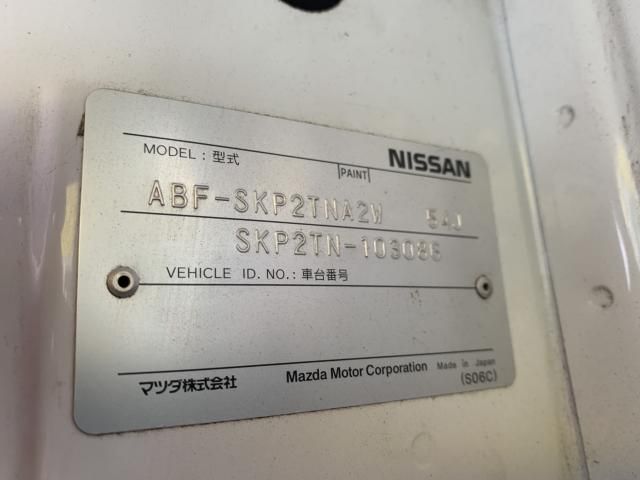 MODEL : 型式
PAINT
NISSAN
ABF-SKP2TNA2W 5AJ
SKP2TN-103086
VEHICLE ID. NO. : 車台番号
マツダ株式会社 Mazda Motor Corporation Made in Japan
(S06C)